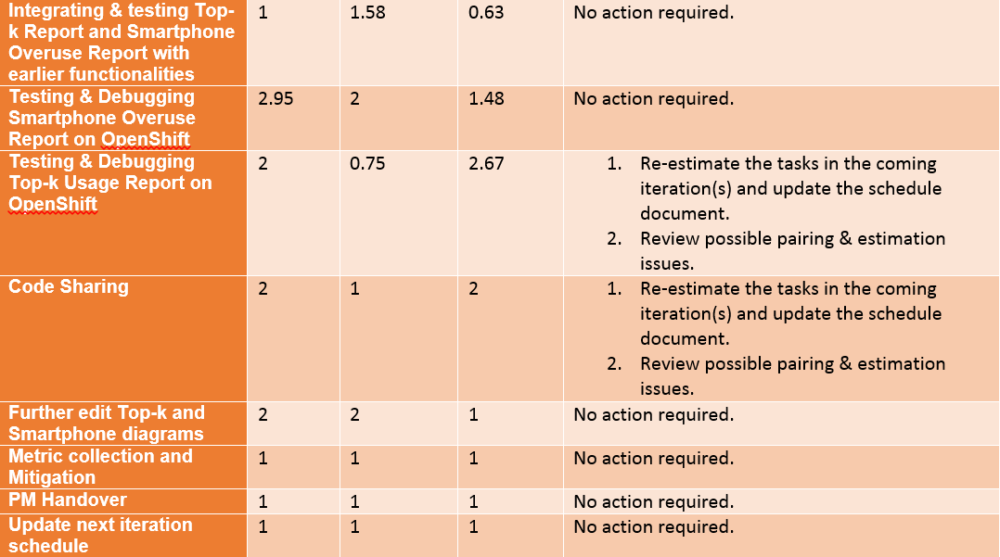 Integrating & testing Top-
k Report and Smartphone
Overuse Report with
earlier functionalities
1
1.58
0.63
No action required.
Testing & Debugging
Smartphone Overuse
Report on OpenShift
2.95
2
1.48
No action required.
Testing & Debugging
Top-k Usage Report on
OpenShift
2
0.75
2.67
1. Re-estimate the tasks in the coming
iteration(s) and update the schedule
document.
2. Review possible pairing & estimation
issues.
Code Sharing
2
1
2
1. Re-estimate the tasks in the coming
iteration(s) and update the schedule
document.
2. Review possible pairing & estimation
issues.
Further edit Top-k and
Smartphone diagrams
2
2
1
No action required.
Metric collection and
Mitigation
1
1
1
No action required.
PM Handover
1
1
1
No action required.
Update next iteration
schedule
1
1
1
No action required.